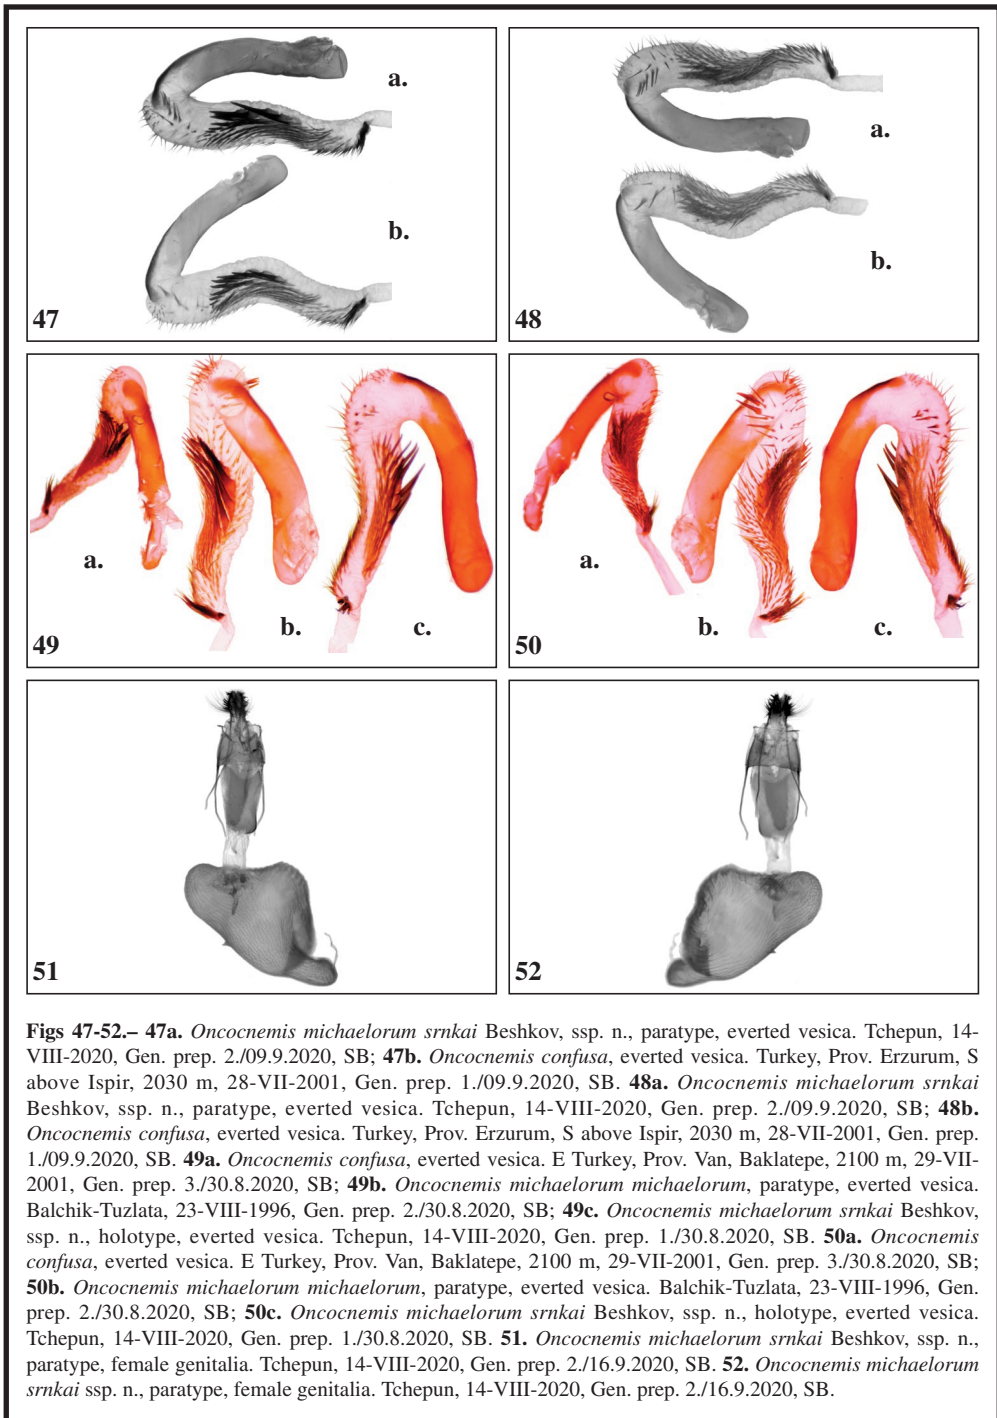 a.
b.
47
a.
b.
48
a.
b.
c.
49
a.
b.
c.
50
51
52
Figs 47-52.– 47a. Oncocnemis michaelorum srnkai Beshkov, ssp. n., paratype, everted vesica. Tchepun, 14-
VIII-2020, Gen. prep. 2./09.9.2020, SB; 47b. Oncocnemis confusa, everted vesica. Turkey, Prov. Erzurum, S
above Ispir, 2030 m, 28-VII-2001, Gen. prep. 1./09.9.2020, SB. 48a. Oncocnemis michaelorum srnkai
Beshkov, ssp. n., paratype, everted vesica. Tchepun, 14-VIII-2020, Gen. prep. 2./09.9.2020, SB; 48b.
Oncocnemis confusa, everted vesica. Turkey, Prov. Erzurum, S above Ispir, 2030 m, 28-VII-2001, Gen. prep.
1./09.9.2020, SB. 49a. Oncocnemis confusa, everted vesica. E Turkey, Prov. Van, Baklatepe, 2100 m, 29-VII-
2001, Gen. prep. 3./30.8.2020, SB; 49b. Oncocnemis michaelorum michaelorum, paratype, everted vesica.
Balchik-Tuzlata, 23-VIII-1996, Gen. prep. 2./30.8.2020, SB; 49c. Oncocnemis michaelorum srnkai Beshkov,
ssp. n., holotype, everted vesica. Tchepun, 14-VIII-2020, Gen. prep. 1./30.8.2020, SB. 50a. Oncocnemis
confusa, everted vesica. E Turkey, Prov. Van, Baklatepe, 2100 m, 29-VII-2001, Gen. prep. 3./30.8.2020, SB;
50b. Oncocnemis michaelorum michaelorum, paratype, everted vesica. Balchik-Tuzlata, 23-VIII-1996, Gen.
prep. 2./30.8.2020, SB; 50c. Oncocnemis michaelorum srnkai Beshkov, ssp. n., holotype, everted vesica.
Tchepun, 14-VIII-2020, Gen. prep. 1./30.8.2020, SB. 51. Oncocnemis michaelorum srnkai Beshkov, ssp. n.,
paratype, female genitalia. Tchepun, 14-VIII-2020, Gen. prep. 2./16.9.2020, SB. 52. Oncocnemis michaelorum
srnkai ssp. n., paratype, female genitalia. Tchepun, 14-VIII-2020, Gen. prep. 2./16.9.2020, SB.